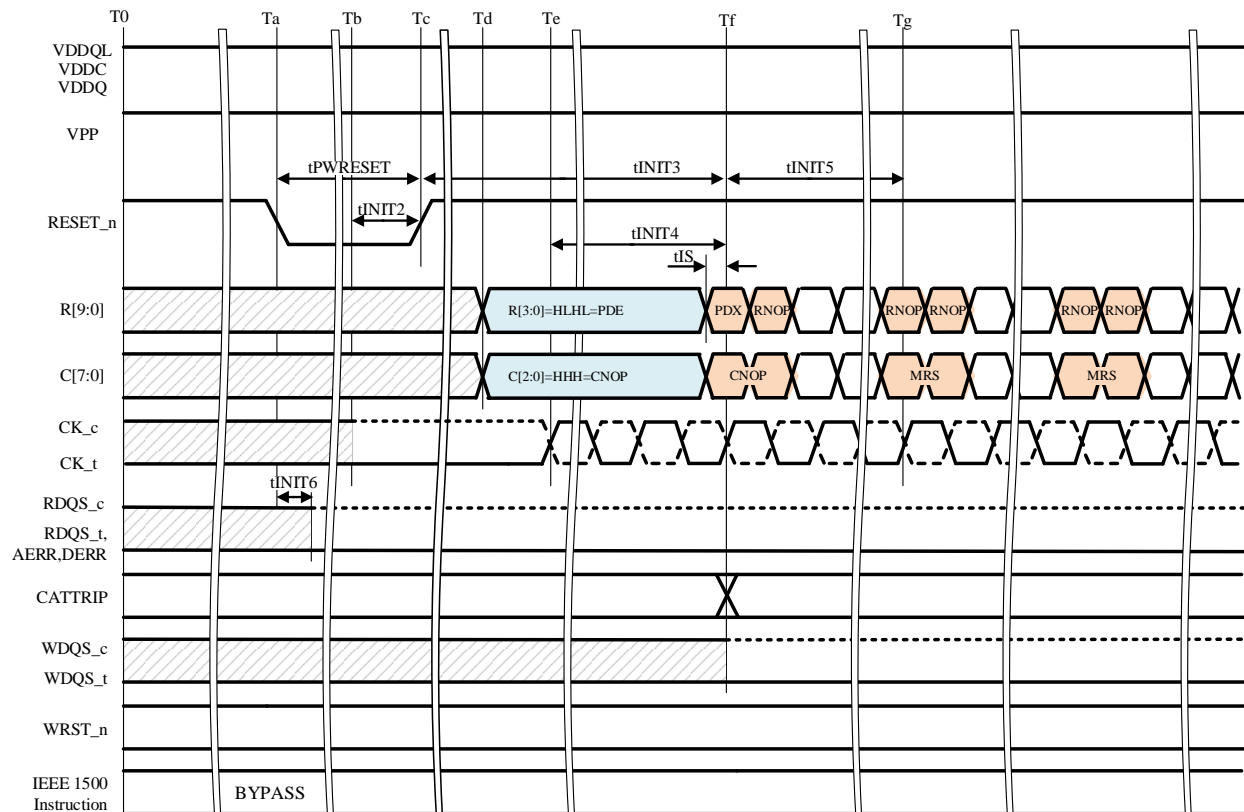 T0 Ta Tb Tc Td Te Tf Tg
VDDQL
VDDC
VDDQ
VPP
tPWRESET tINIT3 tINIT5
RESET_n tINIT2
tINIT4
tIS
R[9:0] R[3:0]=HLHL=PDE PDX RNOP RNOP RNOP RNOP RNOP
C[7:0] C[2:0]=HHH=CNOP CNOP MRS MRS
CK_c
CK_t
tINIT6
RDQS_c
RDQS_t,
AERR,DERR
CATTRIP
WDQS_c
WDQS_t
WRST_n
IEEE 1500
Instruction BYPASS